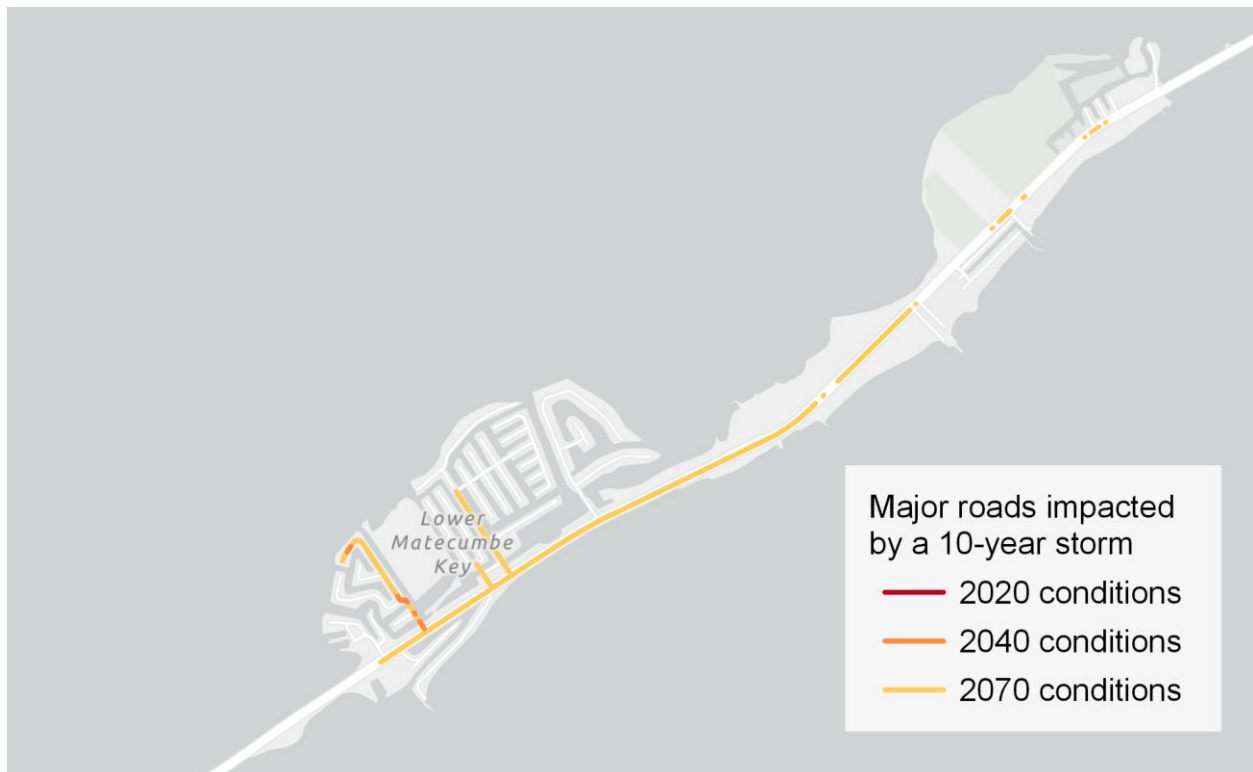 Lower
Matecumbe
Key
Major roads impacted
by a 10-year storm
2020 conditions
2040 conditions
2070 conditions